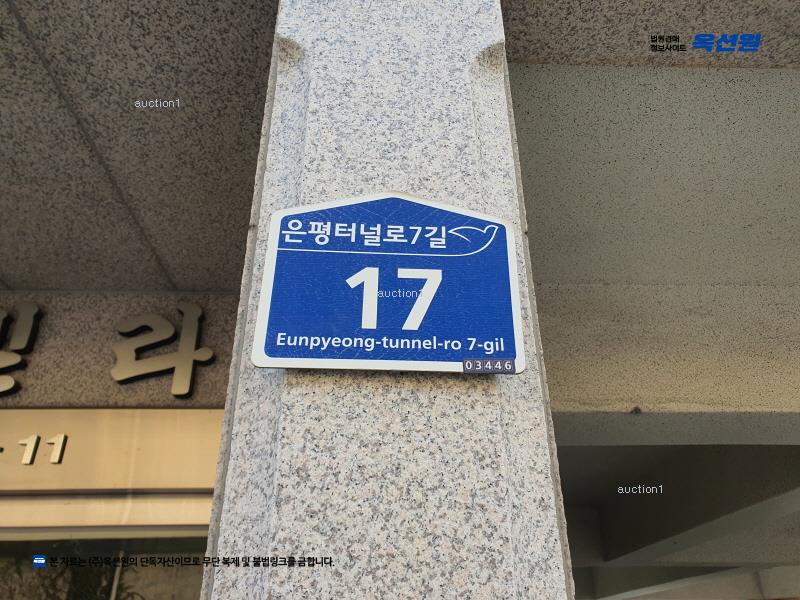 법원경매
정보사이트 옥션원
auction1
은평터널로7길
17
auction1
Eunpyeong-tunnel-ro 7-gil
03446
빌라
11
auction1
본 자료는 (주)옥션원의 단독자산이므로 무단 복제 및 불법링크를 금합니다.